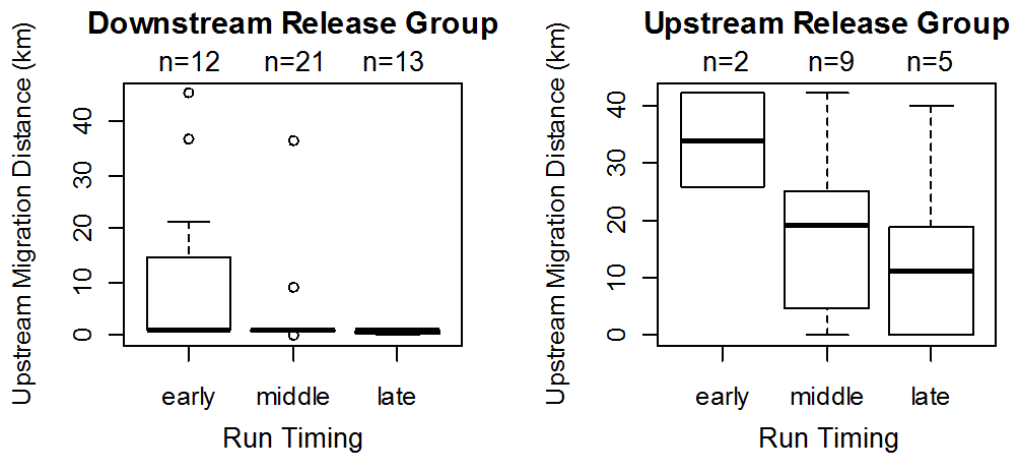 Downstream Release Group
n=12 n=21 n=13
Upstream Migration Distance (km)
40
30
20
10
0
early middle late
Run Timing
Upstream Release Group
n=2 n=9 n=5
Upstream Migration Distance (km)
40
30
20
10
0
early middle late
Run Timing